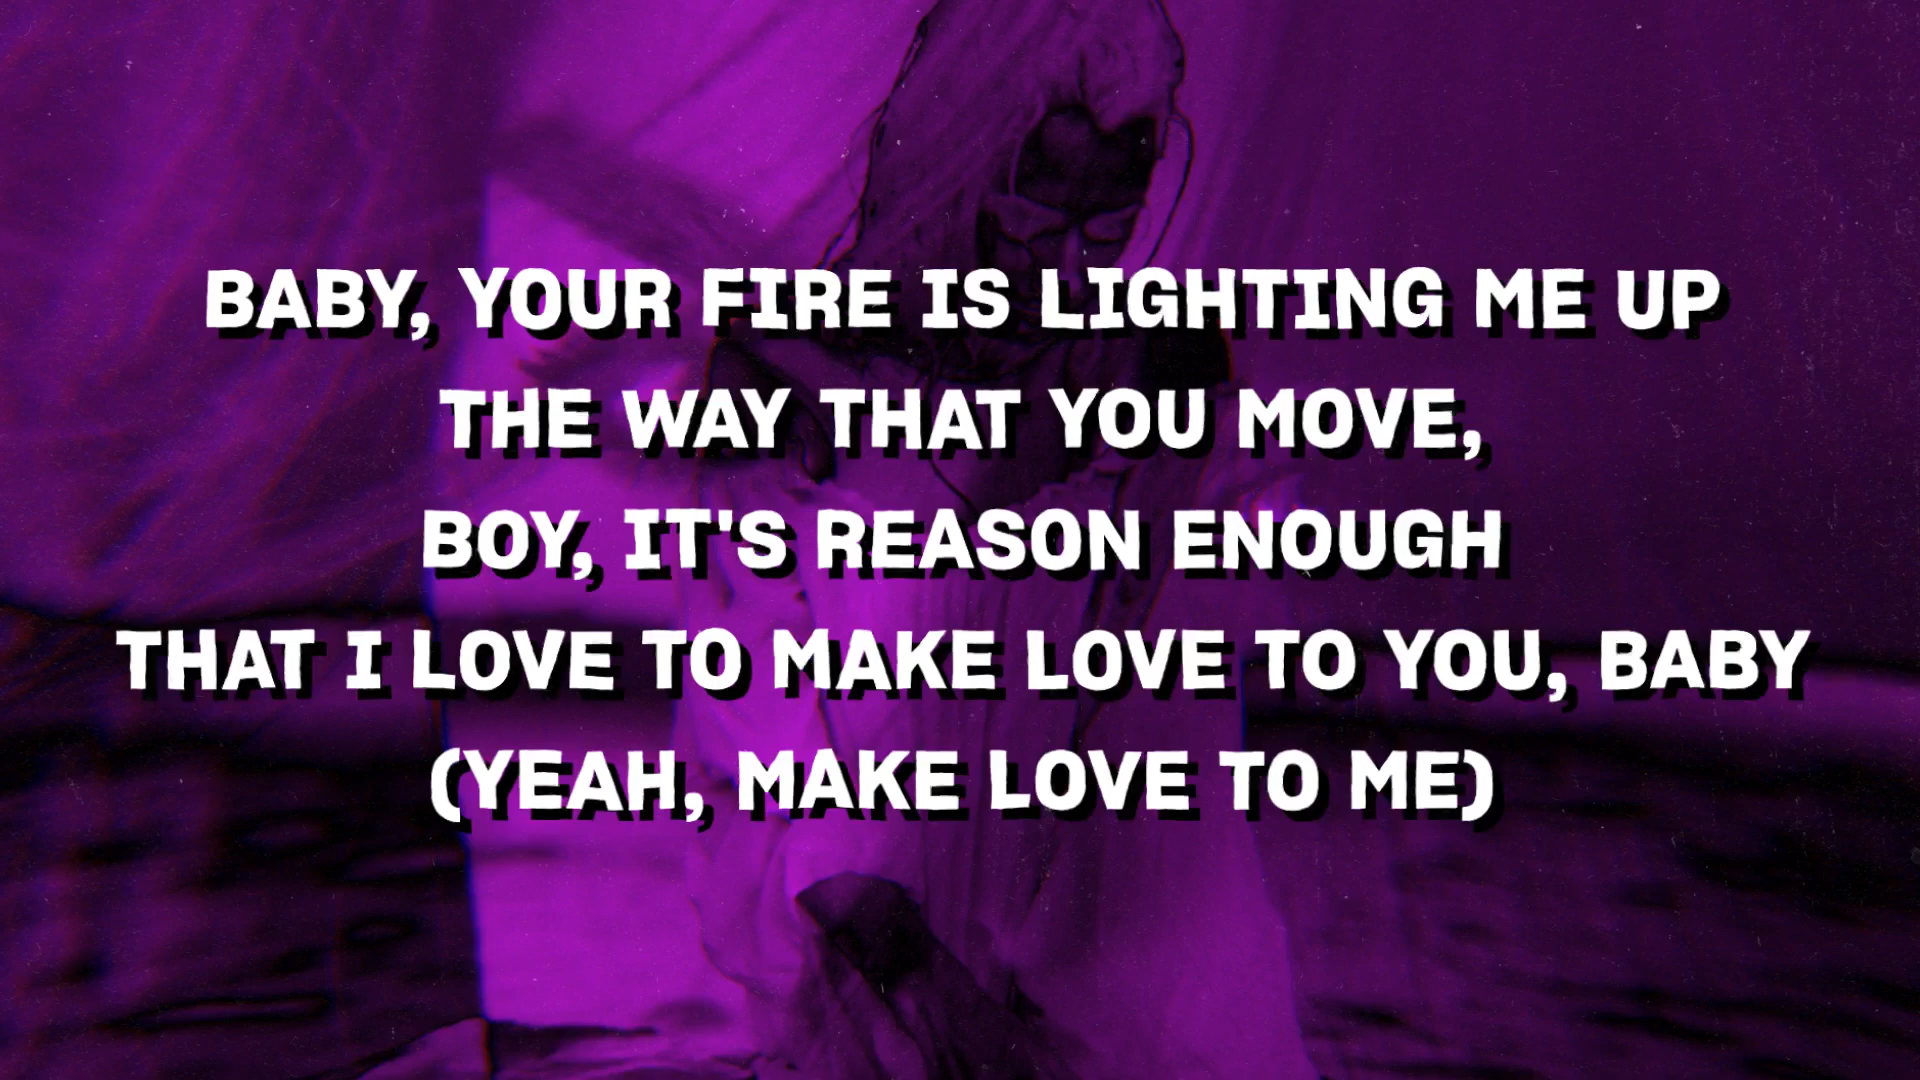 BABY, YOUR FIRE IS LIGHTING ME UP
THE WAY THAT YOU MOVE,
BOY, IT'S REASON ENOUGH
THAT I LOVE TO MAKE LOVE TO YOU, BABY
(YEAH, MAKE LOVE TO ME)